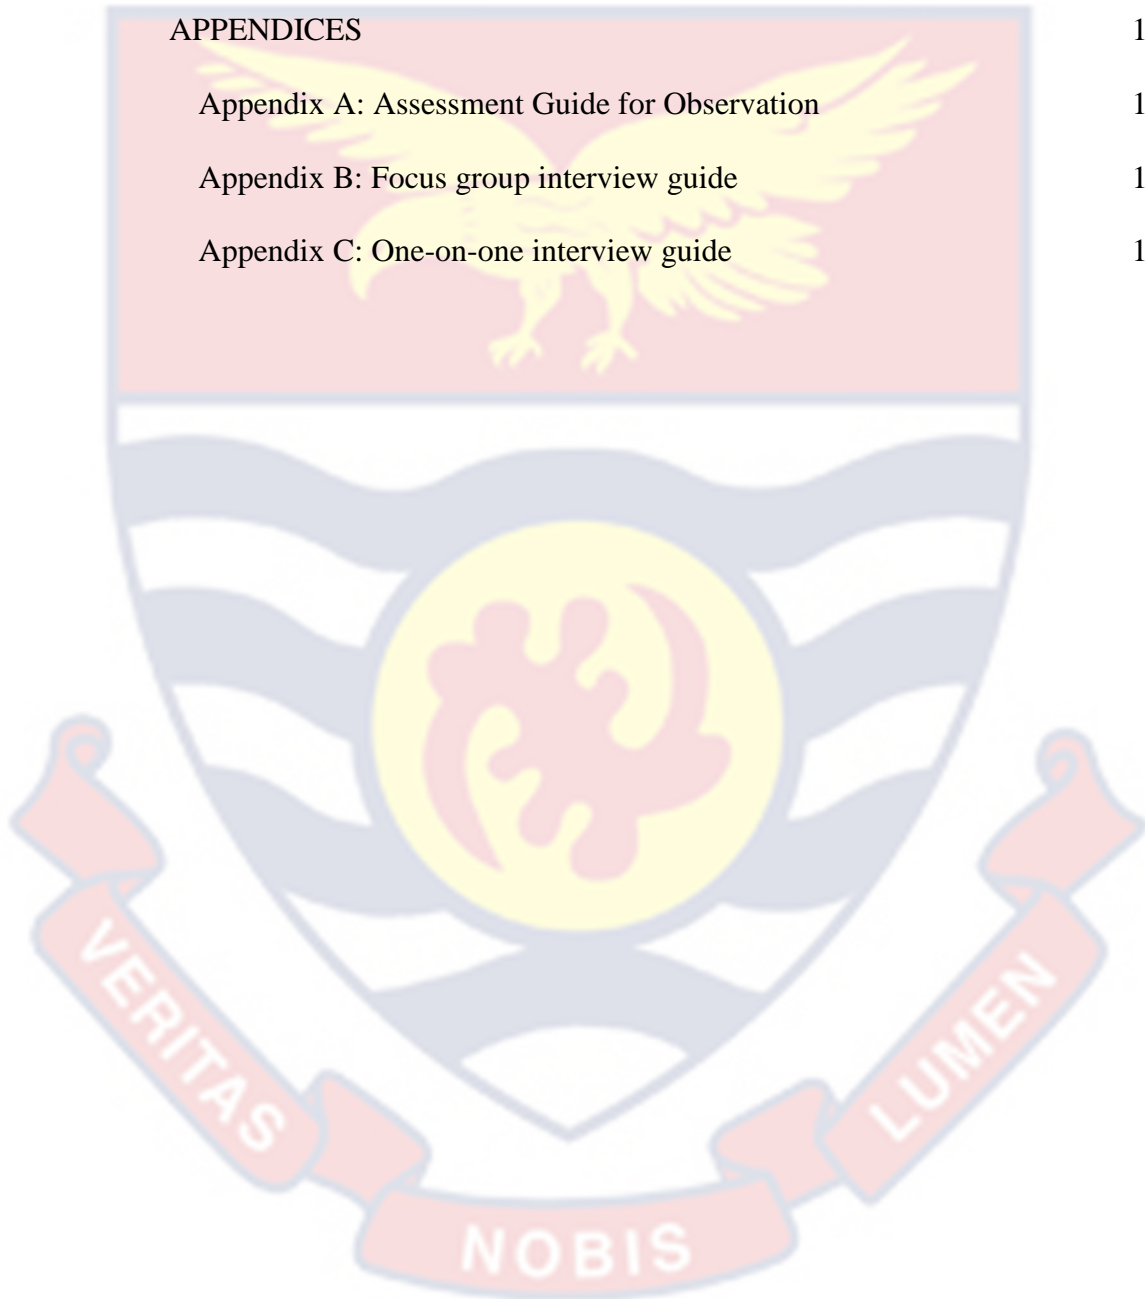 APPENDICES 1
Appendix A: Assessment Guide for Observation 1
Appendix B: Focus group interview guide 1
Appendix C: One-on-one interview guide 1
VERITAS
NOBIS
LUMEN